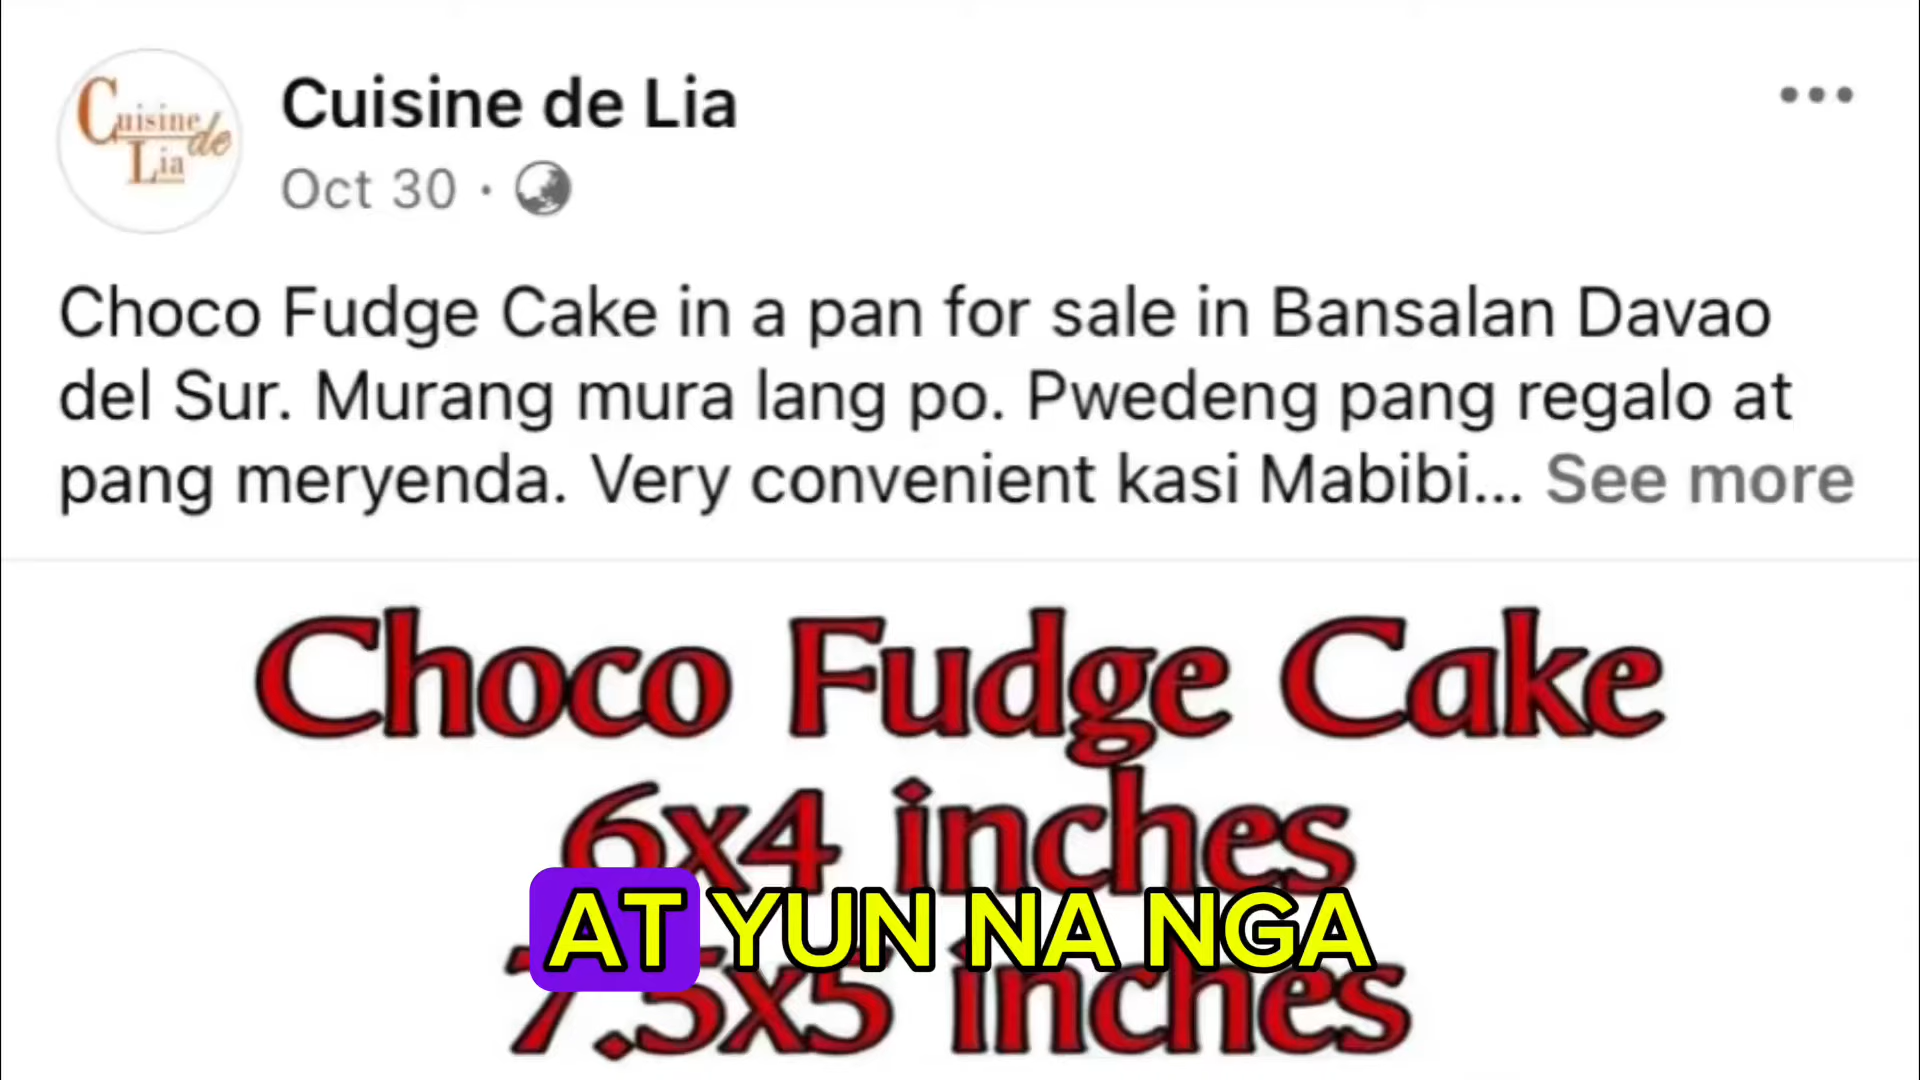 Cuisine de Lia
Cuisine de Lia
Oct 30 ·
Choco Fudge Cake in a pan for sale in Bansalan Davao
del Sur. Murang mura lang po. Pwedeng pang regalo at
pang meryenda. Very convenient kasi Mabibi... See more
Choco Fudge Cake
6x4 inches
AT YUN NA NGA
7.5x5 inches